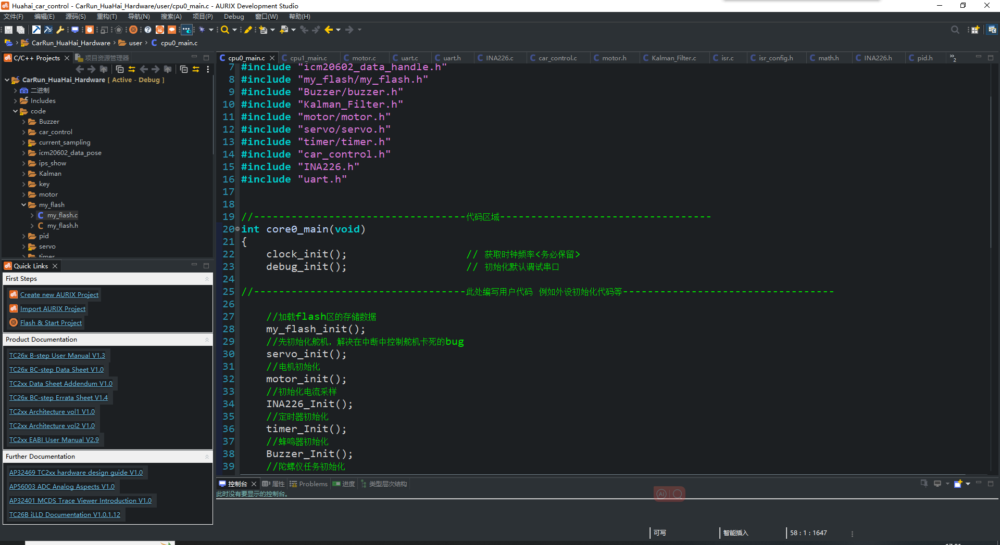 Huahai_car_control - CarRun_HuaHai_Hardware/user/cpu0_main.c - AURIX Development Studio
文件(F) 编辑(E) 源码(S) 重构(T) 导航(N) 搜索(A) 项目(P) Debug 窗口(W) 帮助(H)
CarRun_HuaHai_Hardware > user > cpu0_main.c
C/C++ Projects 项目资源管理器
CarRun_HuaHai_Hardware [ Active - Debug ]
二进制
Includes
code
Buzzer
car_control
current_sampling
icm20602_data_pose
ips_show
Kalman
key
motor
my_flash
my_flash.c
my_flash.h
pid
servo
timer
Quick Links
First Steps
Create new AURIX Project
Import AURIX Project
Flash & Start Project
Product Documentation
TC26x B-step User Manual V1.3
TC26x BC-step Data Sheet V1.0
TC2xx Data Sheet Addendum V1.0
TC26x BC-step Errata Sheet V1.4
TC2xx Architecture vol1 V1.0
TC2xx Architecture vol2 V1.0
TC2xx EABI User Manual V2.9
Further Documentation
AP32469 TC2xx hardware design guide V1.0
AP56003 ADC Analog Aspects V1.0
AP32401 MCDS Trace Viewer Introduction V1.0
TC26B iLLD Documentation V1.0.1.12
cpu0_main.c cpu1_main.c motor.c uart.c uart.h INA226.c car_control.c motor.h Kalman_Filter.c isr.c isr_config.h math.h INA226.h pid.h »2
7 #include "icm20602_data_handle.h"
8 #include "my_flash/my_flash.h"
9 #include "Buzzer/buzzer.h"
10 #include "Kalman_Filter.h"
11 #include "motor/motor.h"
12 #include "servo/servo.h"
13 #include "timer/timer.h"
14 #include "car_control.h"
15 #include "INA226.h"
16 #include "uart.h"
17
18
19 //----------------------------------代码区域----------------------------------
20 int core0_main(void)
21 {
22     clock_init();                   // 获取时钟频率<务必保留>
23     debug_init();                   // 初始化默认调试串口
24
25 //----------------------------------此处编写用户代码 例如外设初始化代码等----------------------------------
26
27     //加载flash区的存储数据
28     my_flash_init();
29     //先初始化舵机，解决在中断中控制舵机卡死的bug
30     servo_init();
31     //电机初始化
32     motor_init();
33     //初始化电流采样
34     INA226_Init();
35     //定时器初始化
36     timer_Init();
37     //蜂鸣器初始化
38     Buzzer_Init();
39     //陀螺仪任务初始化
控制台 属性 Problems 进度 类型层次结构
此时没有要显示的控制台。
AI
可写 智能插入 58 : 1 : 1647